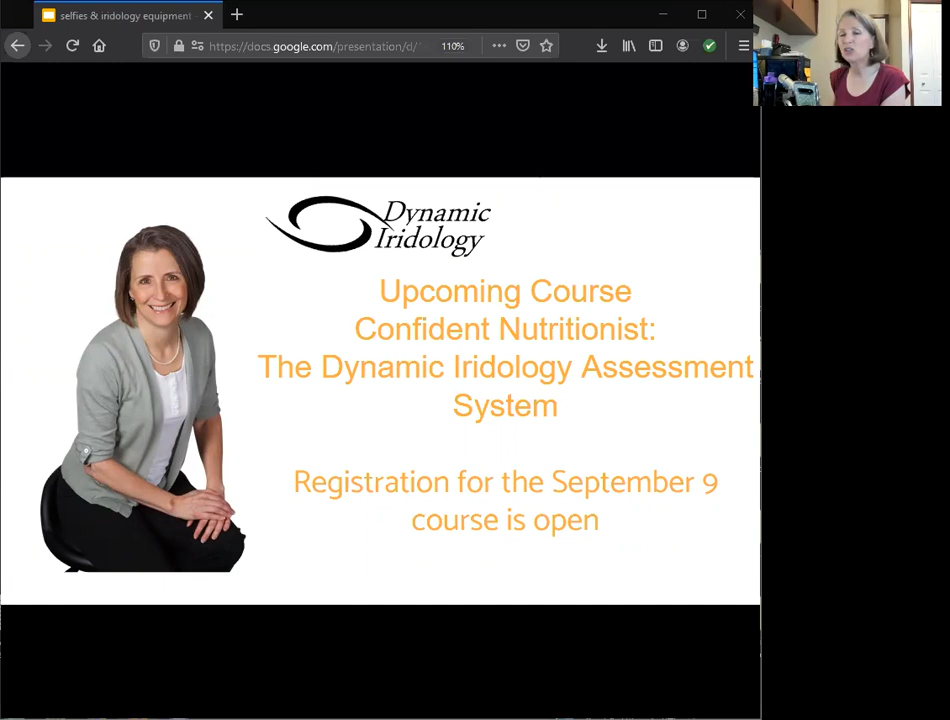 selfies & iridology equipment -
https://docs.google.com/presentation/d/
110%
Dynamic
Iridology
Upcoming Course
Confident Nutritionist:
The Dynamic Iridology Assessment
System
Registration for the September 9
course is open